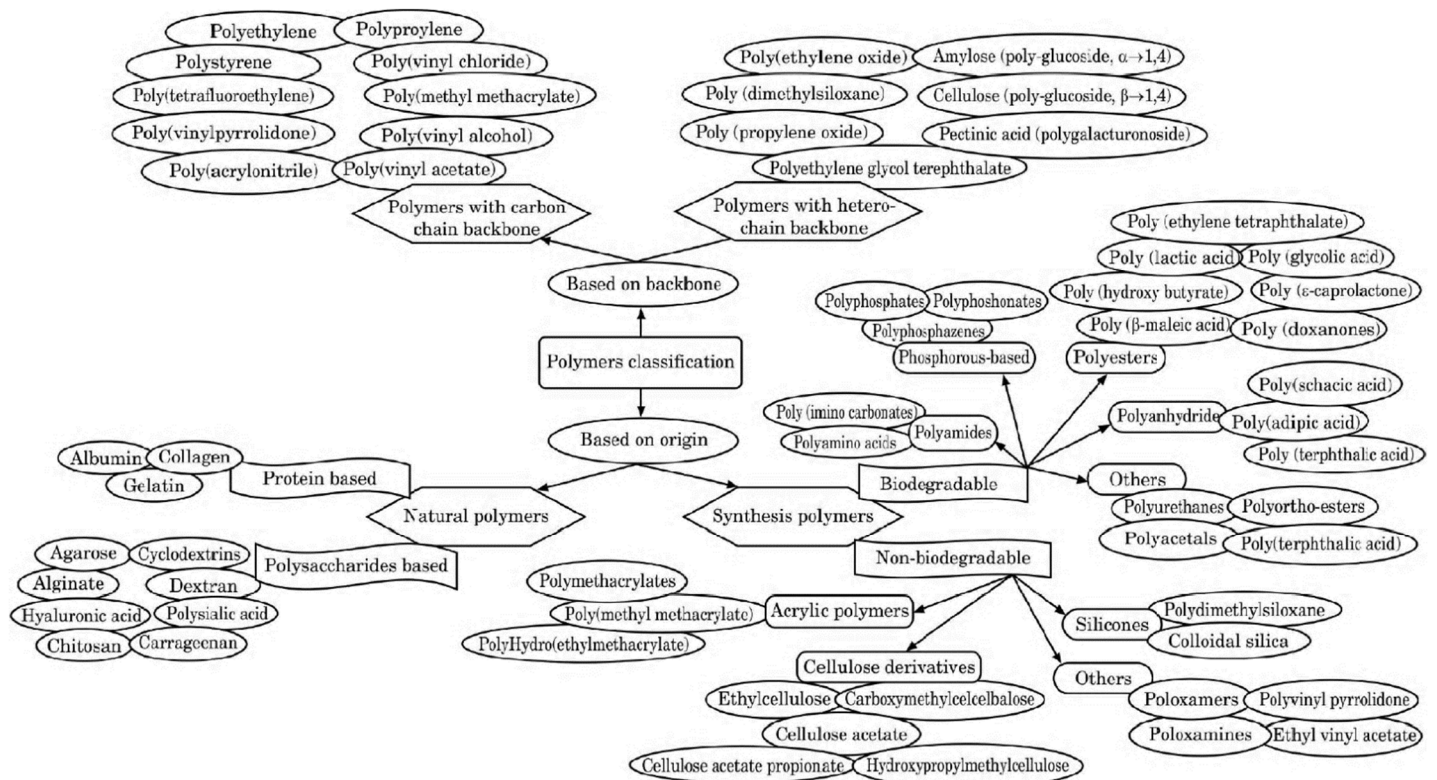 Polyethylene
Polyproylene
Polystyrene
Poly(vinyl chloride)
Poly(tetrafluoroethylene)
Poly(methyl methacrylate)
Poly(vinylpyrrolidone)
Poly(vinyl alcohol)
Poly(acrylonitrile)
Poly(vinyl acetate)
Polymers with carbon
chain backbone
Poly(ethylene oxide)
Amylose (poly-glucoside, α→1,4)
Poly (dimethylsiloxane)
Cellulose (poly-glucoside, β→1,4)
Poly (propylene oxide)
Pectinic acid (polygalacturonoside)
Polyethylene glycol terephthalate
Polymers with hetero-
chain backbone
Based on backbone
Polymers classification
Based on origin
Poly (ethylene tetraphthalate)
Poly (lactic acid)
Poly (glycolic acid)
Poly (hydroxy butyrate)
Poly (ε-caprolactone)
Poly (β-maleic acid)
Poly (doxanones)
Polyesters
Polyphosphates
Polyphoshonates
Polyphosphazenes
Phosphorous-based
Poly (imino carbonates)
Polyamino acids
Polyamides
Polyanhydride
Poly(schacic acid)
Poly(adipic acid)
Poly (terphthalic acid)
Biodegradable
Others
Polyurethanes
Polyortho-esters
Polyacetals
Poly(terphthalic acid)
Albumin
Collagen
Gelatin
Protein based
Natural polymers
Synthesis polymers
Agarose
Cyclodextrins
Alginate
Dextran
Hyaluronic acid
Polysialic acid
Chitosan
Carrageenan
Polysaccharides based
Non-biodegradable
Polymethacrylates
Poly(methyl methacrylate)
PolyHydro(ethylmethacrylate)
Acrylic polymers
Silicones
Polydimethylsiloxane
Colloidal silica
Cellulose derivatives
Ethylcellulose
Carboxymethylcelcelbalose
Cellulose acetate
Cellulose acetate propionate
Hydroxypropylmethylcellulose
Others
Poloxamers
Polyvinyl pyrrolidone
Poloxamines
Ethyl vinyl acetate